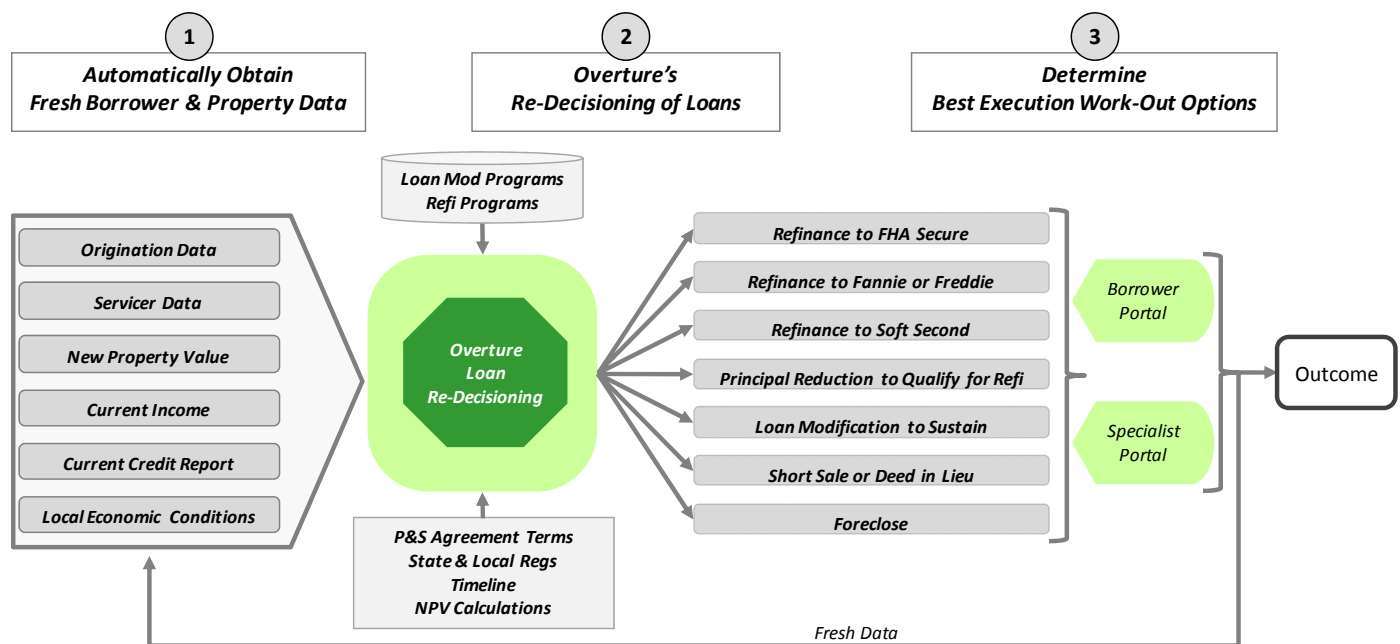 1
Automatically Obtain
Fresh Borrower & Property Data
2
Overture’s
Re-Decisioning of Loans
3
Determine
Best Execution Work-Out Options
Loan Mod Programs
Refi Programs
Origination Data
Servicer Data
New Property Value
Current Income
Current Credit Report
Local Economic Conditions
Overture
Loan
Re-Decisioning
P&S Agreement Terms
State & Local Regs
Timeline
NPV Calculations
Refinance to FHA Secure
Refinance to Fannie or Freddie
Refinance to Soft Second
Principal Reduction to Qualify for Refi
Loan Modification to Sustain
Short Sale or Deed in Lieu
Foreclose
Borrower
Portal
Specialist
Portal
Outcome
Fresh Data